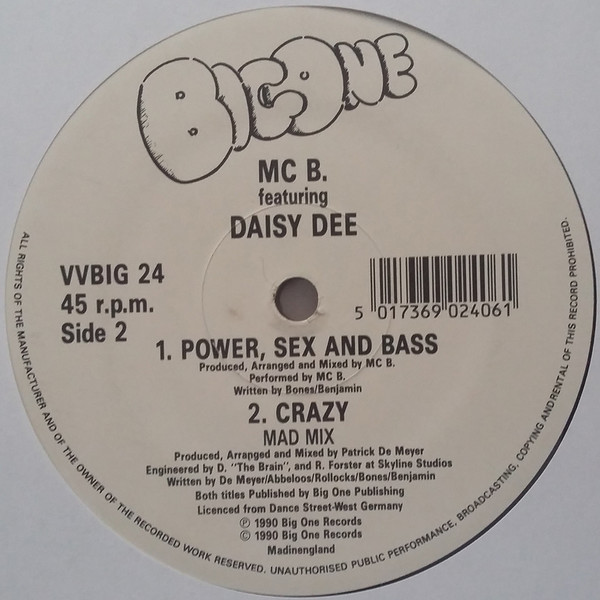 BIG ONE
MC B.
featuring
DAISY DEE
VVBIG 24
45 r.p.m.
Side 2
5 017369 024061
1. POWER, SEX AND BASS
Produced, Arranged and Mixed by MC B.
Performed by MC B.
Written by Bones/Benjamin
2. CRAZY
MAD MIX
Produced, Arranged and Mixed by Patrick De Meyer
Engineered by D. "The Brain", and R. Forster at Skyline Studios
Written by De Meyer/Abbeloos/Rollocks/Bones/Benjamin
Both titles Published by Big One Publishing
Licenced from Dance Street-West Germany
℗ 1990 Big One Records
© 1990 Big One Records
Madinengland
ALL RIGHTS OF THE MANUFACTURER AND OF THE OWNER OF THE RECORDED WORK RESERVED. UNAUTHORISED PUBLIC PERFORMANCE, BROADCASTING, COPYING AND RENTAL OF THIS RECORD PROHIBITED.